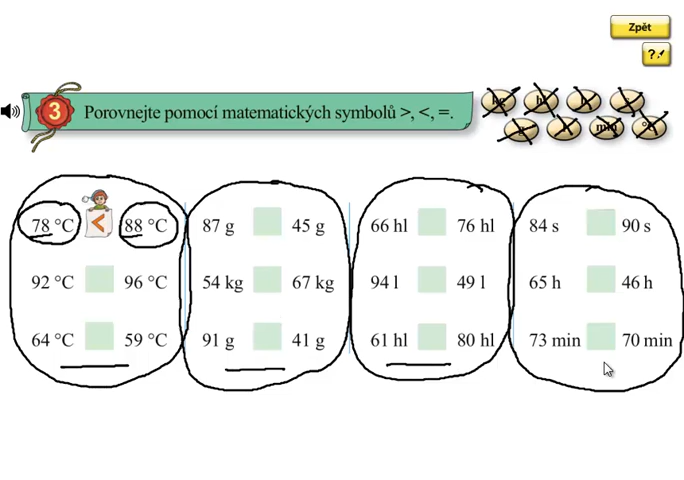 Zpět
?
3 Porovnejte pomocí matematických symbolů >, <, =.
78 °C < 88 °C 87 g 45 g 66 hl 76 hl 84 s 90 s
92 °C 96 °C 54 kg 67 kg 94 l 49 l 65 h 46 h
64 °C 59 °C 91 g 41 g 61 hl 80 hl 73 min 70 min